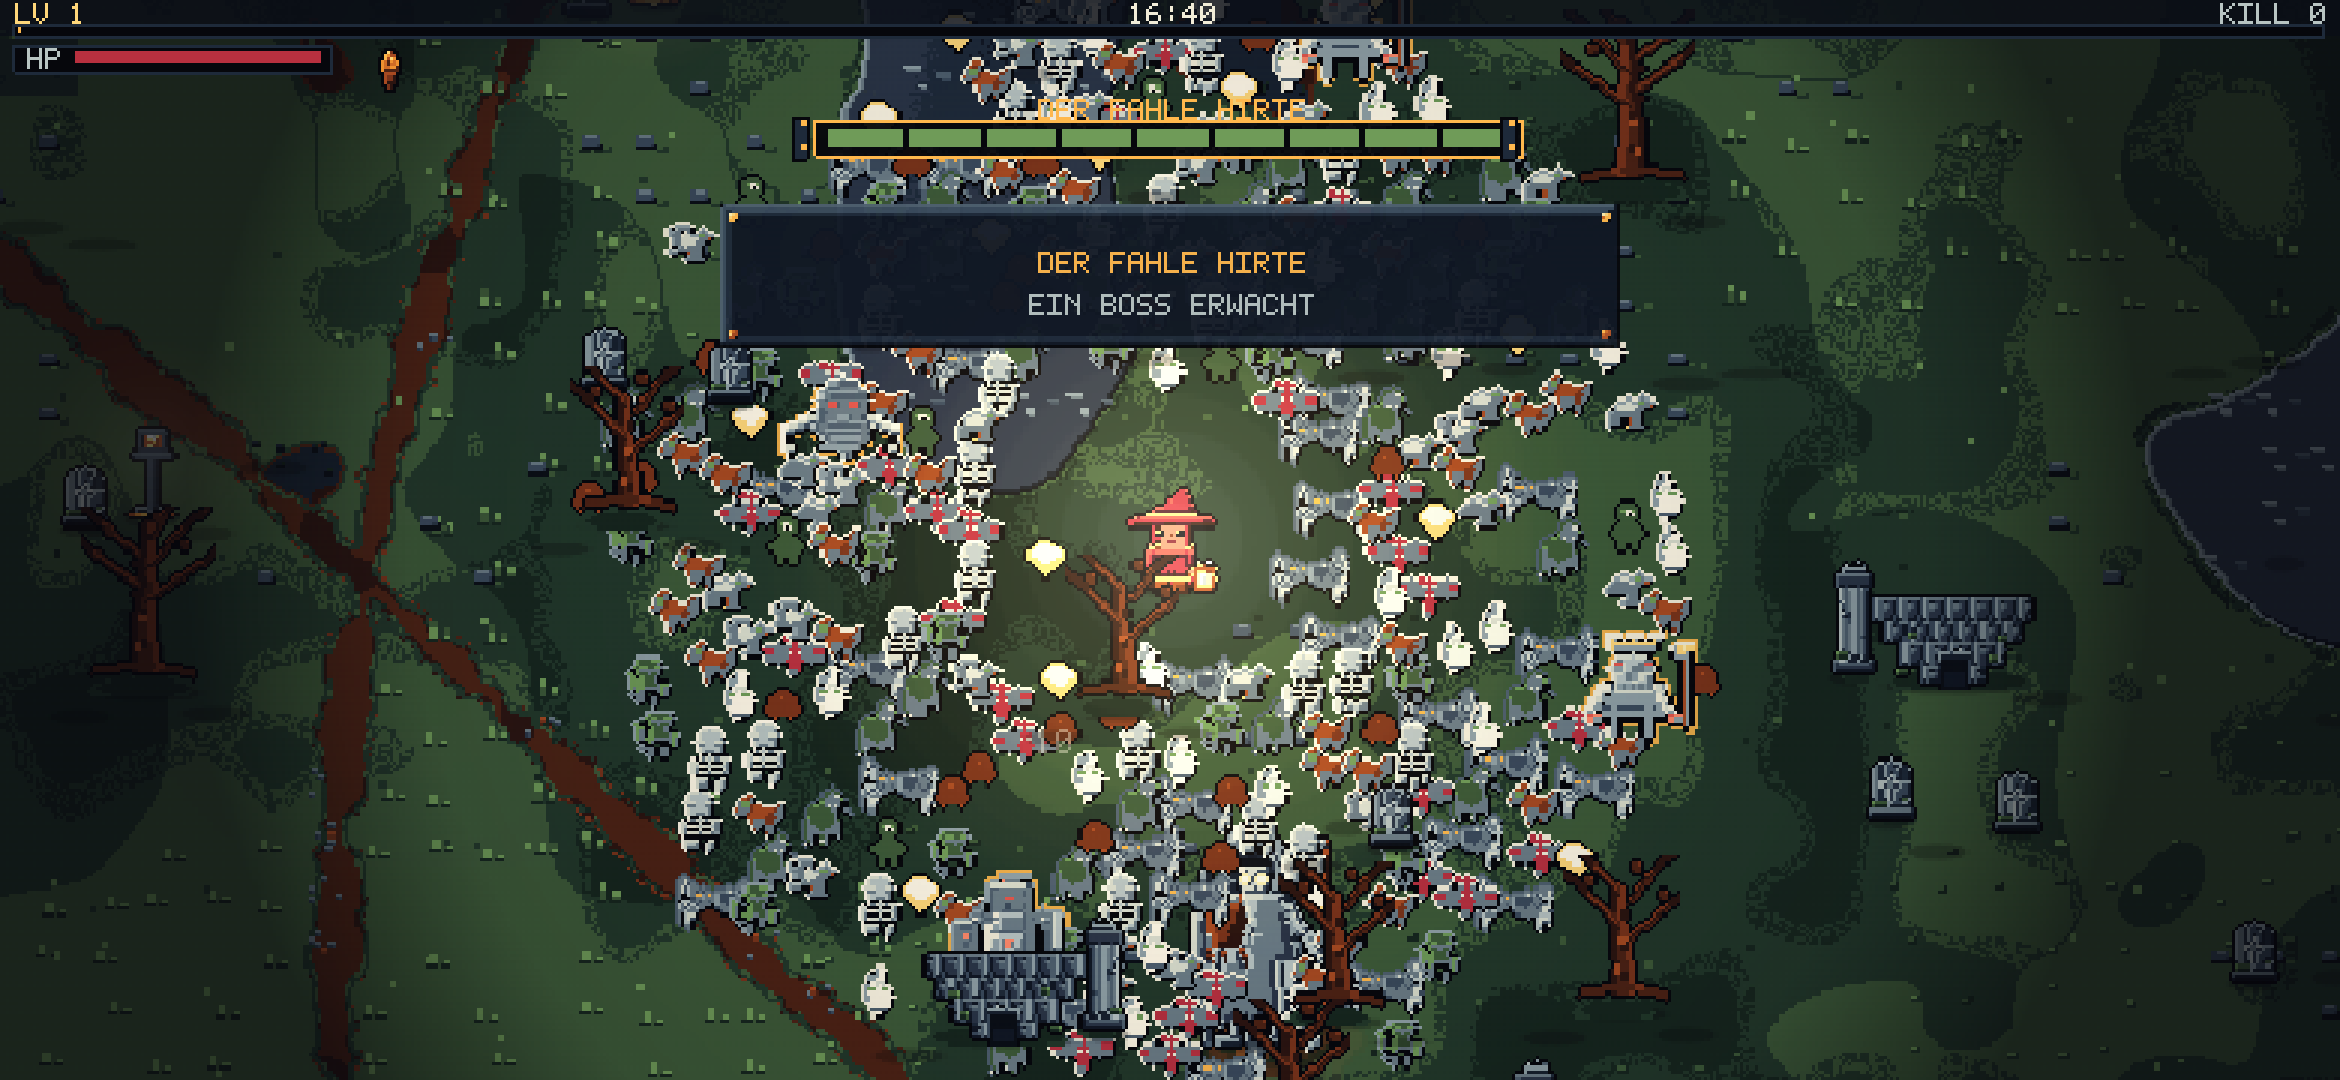 LV 1
16:40
KILL 0
HP
DER FAHLE HIRTE
DER FAHLE HIRTE
EIN BOSS ERWACHT